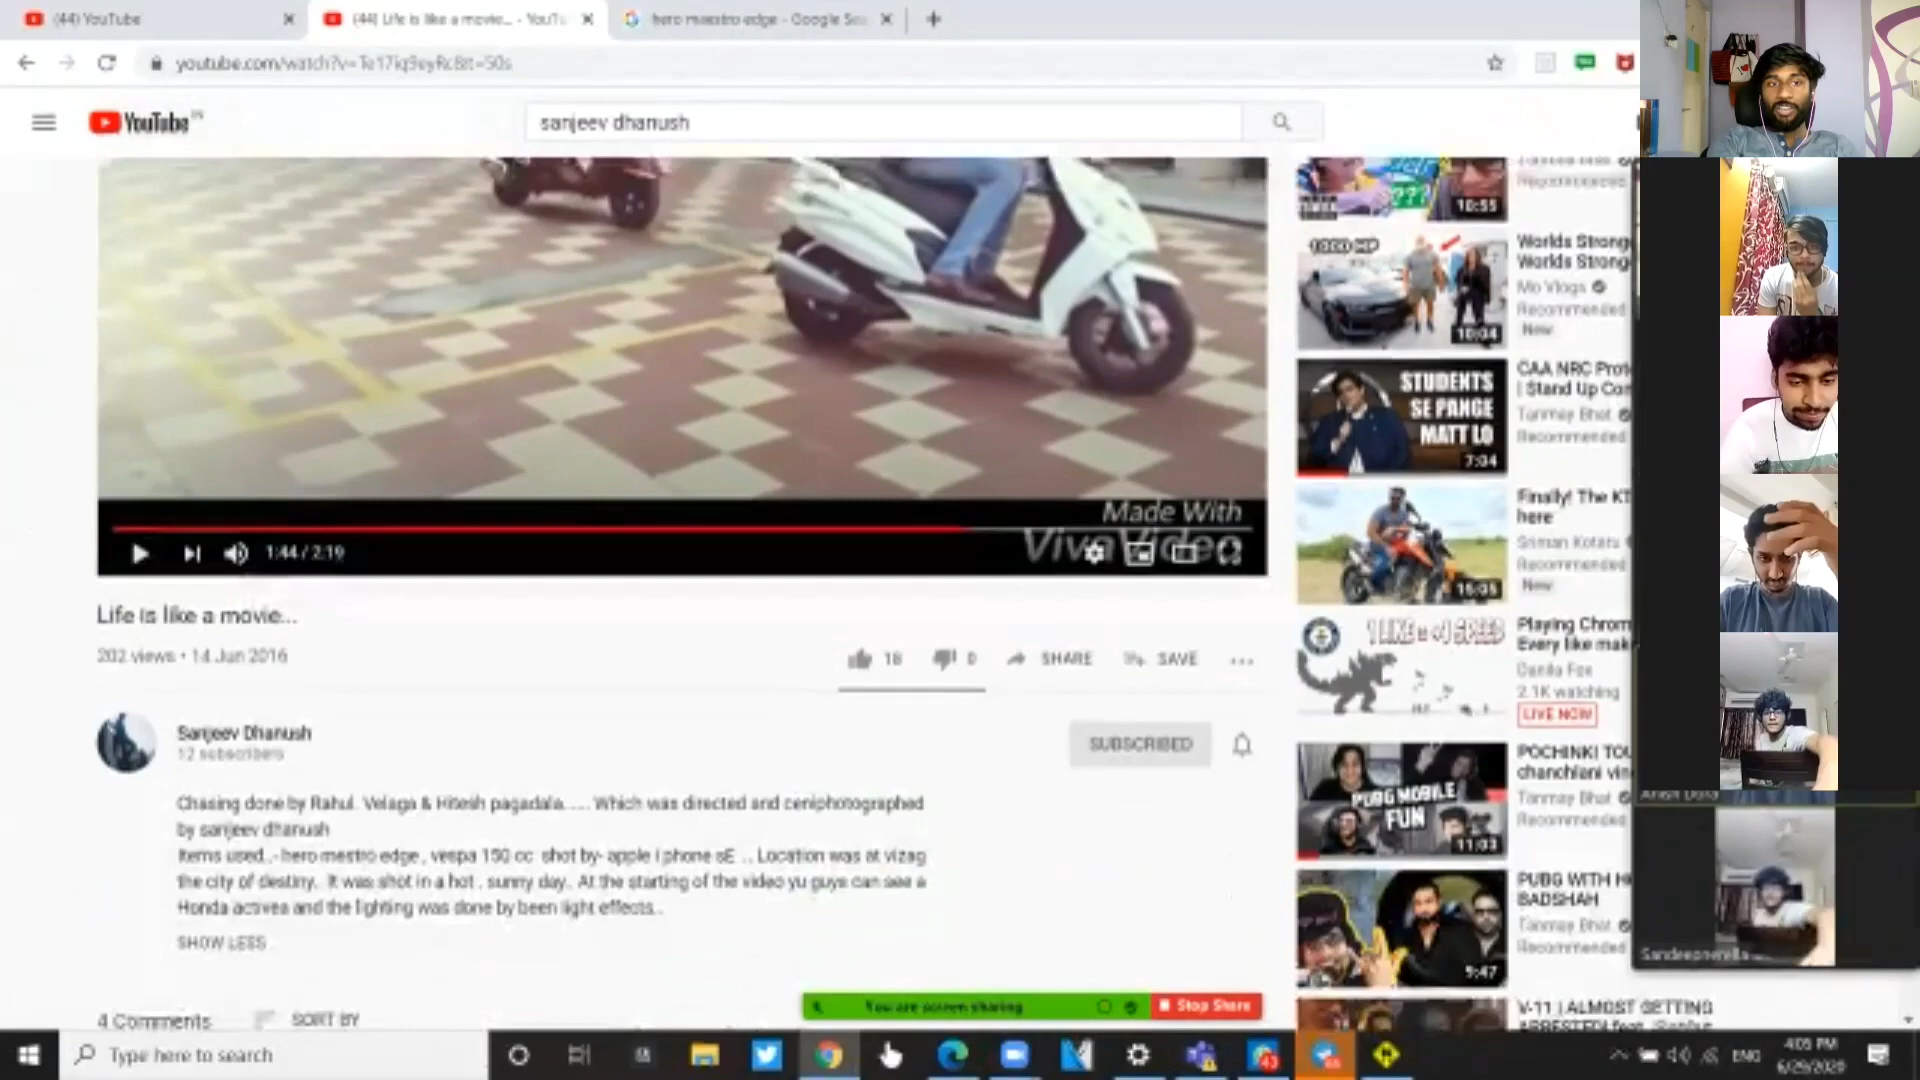 (44) YouTube
(44) Life is like a movie... - YouTu
hero maestro edge - Google Sea
youtube.com/watch?v=Te17iq9eyRc&t=50s
YouTube IN
sanjeev dhanush
10:55
1000 HP
10:04
Worlds Strong
Worlds Strong
Mo Vlogs
Recommended
New
STUDENTS
SE PANGE
MATT LO
7:04
CAA NRC Prot
| Stand Up Com
Tanmay Bhat
Recommended
Made With
VivaVideo
1:44 / 2:19
Finally! The KT
here
Sriman Kotaru
Recommended
New
15:05
Life is like a movie...
202 views • 14 Jun 2016
18
0
SHARE
SAVE
1 LIKE = +1 SPEED
Playing Chrom
Every like mak
Danila Fox
2.1K watching
LIVE NOW
Sanjeev Dhanush
12 subscribers
SUBSCRIBED
PUBG MOBILE
FUN
11:03
POCHINKI TOU
chanchlani vin
Tanmay Bhat
Recommended
Chasing done by Rahul. Velaga & Hitesh pagadala..... Which was directed and ceniphotographed
by sanjeev dhanush
Items used..- hero mestro edge , vespa 150 cc shot by- apple i phone sE ... Location was at vizag
the city of destiny. It was shot in a hot , sunny day.. At the starting of the video yu guys can see a
Honda activea and the lighting was done by been light effects..
SHOW LESS
PUBG WITH H
BADSHAH
Tanmay Bhat
Recommended
9:47
Sandeepnerella
4 Comments
SORT BY
You are screen sharing
Stop Share
V-11 | ALMOST GETTING
Type here to search
43
ENG
4:05 PM
6/29/2020